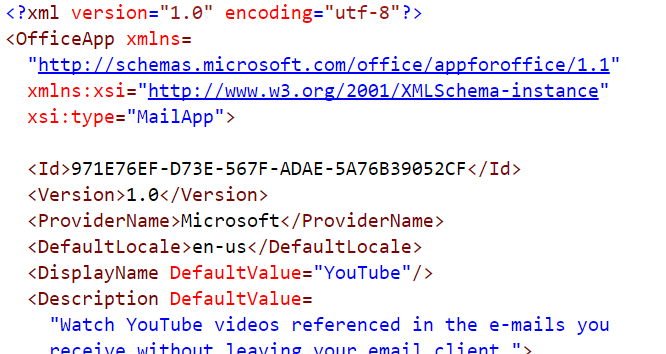 <?xml version="1.0" encoding="utf-8"?>
<OfficeApp xmlns=
"http://schemas.microsoft.com/office/appforoffice/1.1"
xmlns:xsi="http://www.w3.org/2001/XMLSchema-instance"
xsi:type="MailApp">
<Id>971E76EF-D73E-567F-ADAE-5A76B39052CF</Id>
<Version>1.0</Version>
<ProviderName>Microsoft</ProviderName>
<DefaultLocale>en-us</DefaultLocale>
<DisplayName DefaultValue="YouTube"/>
<Description DefaultValue=
"Watch YouTube videos referenced in the e-mails you
receive without leaving your email client.">